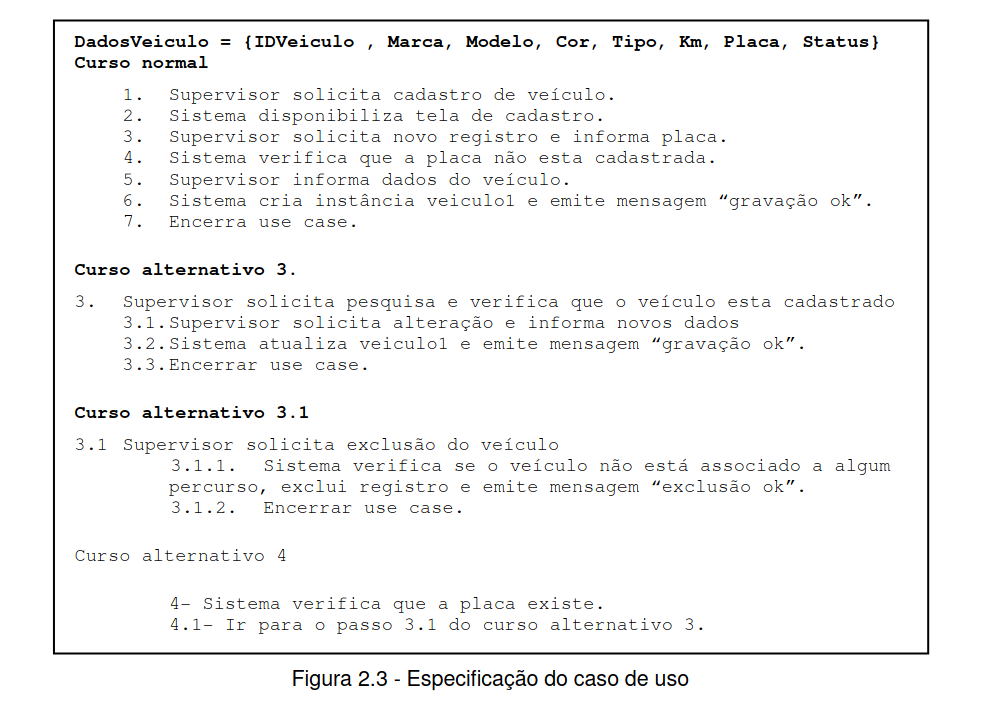 DadosVeiculo = {IDVeiculo , Marca, Modelo, Cor, Tipo, Km, Placa, Status}
Curso normal
1. Supervisor solicita cadastro de veículo.
2. Sistema disponibiliza tela de cadastro.
3. Supervisor solicita novo registro e informa placa.
4. Sistema verifica que a placa não esta cadastrada.
5. Supervisor informa dados do veículo.
6. Sistema cria instância veiculo1 e emite mensagem “gravação ok”.
7. Encerra use case.
Curso alternativo 3.
3. Supervisor solicita pesquisa e verifica que o veículo esta cadastrado
3.1.Supervisor solicita alteração e informa novos dados
3.2.Sistema atualiza veiculo1 e emite mensagem “gravação ok”.
3.3.Encerrar use case.
Curso alternativo 3.1
3.1 Supervisor solicita exclusão do veículo
3.1.1. Sistema verifica se o veículo não está associado a algum
percurso, exclui registro e emite mensagem “exclusão ok”.
3.1.2. Encerrar use case.
Curso alternativo 4
4- Sistema verifica que a placa existe.
4.1- Ir para o passo 3.1 do curso alternativo 3.
Figura 2.3 - Especificação do caso de uso